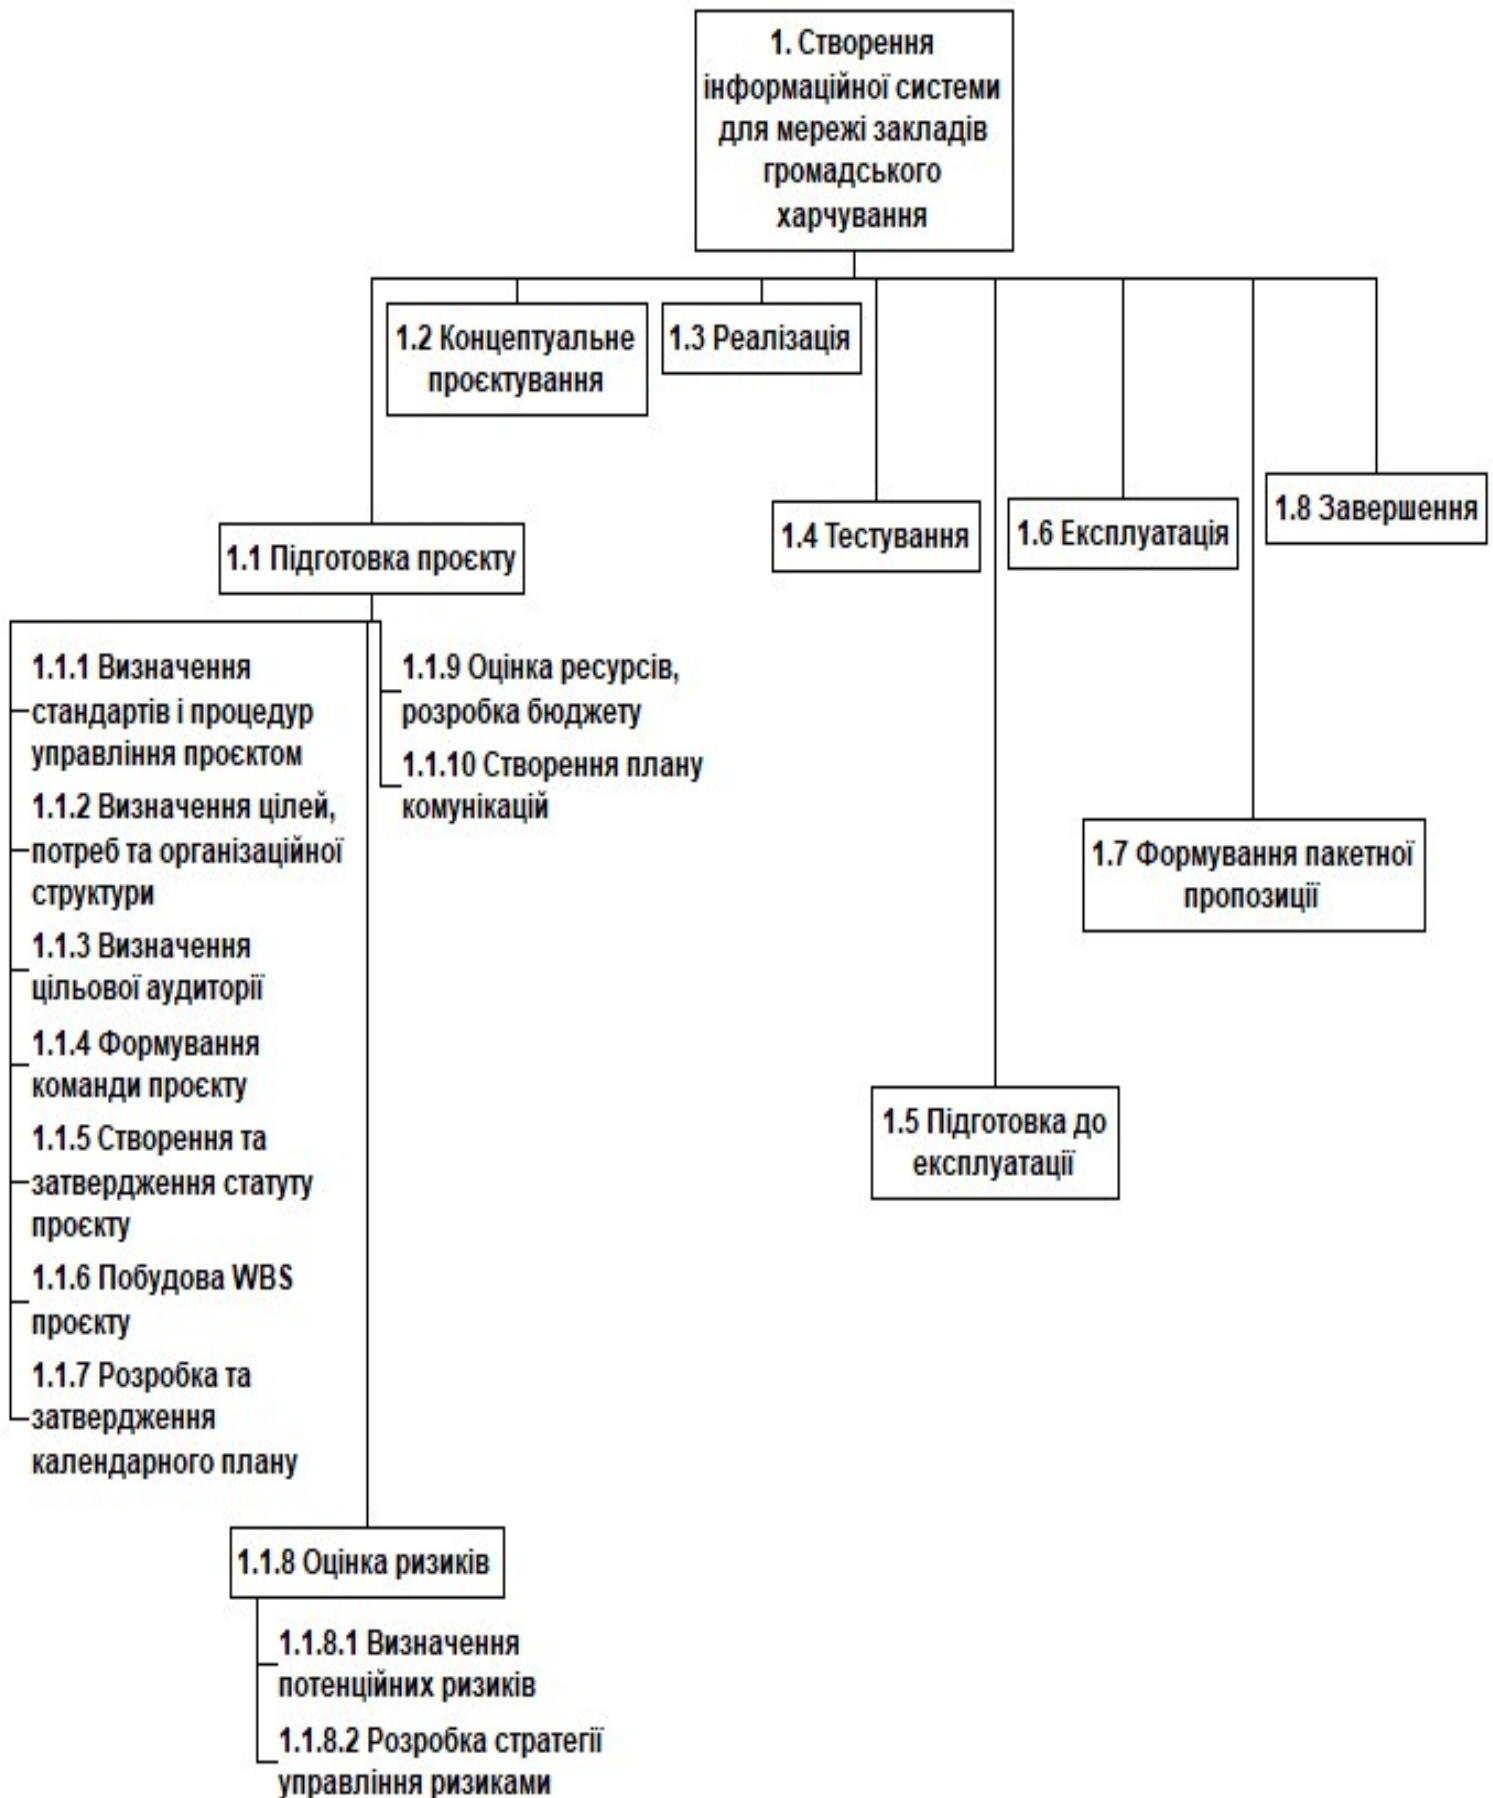 1. Створення
інформаційної системи
для мережі закладів
громадського
харчування
1.2 Концептуальне
проєктування
1.3 Реалізація
1.1 Підготовка проєкту
1.4 Тестування
1.6 Експлуатація
1.8 Завершення
1.1.1 Визначення
стандартів і процедур
управління проєктом
1.1.2 Визначення цілей,
потреб та організаційної
структури
1.1.3 Визначення
цільової аудиторії
1.1.4 Формування
команди проєкту
1.1.5 Створення та
затвердження статуту
проєкту
1.1.6 Побудова WBS
проєкту
1.1.7 Розробка та
затвердження
календарного плану
1.1.9 Оцінка ресурсів,
розробка бюджету
1.1.10 Створення плану
комунікацій
1.7 Формування пакетної
пропозиції
1.5 Підготовка до
експлуатації
1.1.8 Оцінка ризиків
1.1.8.1 Визначення
потенційних ризиків
1.1.8.2 Розробка стратегії
управління ризиками